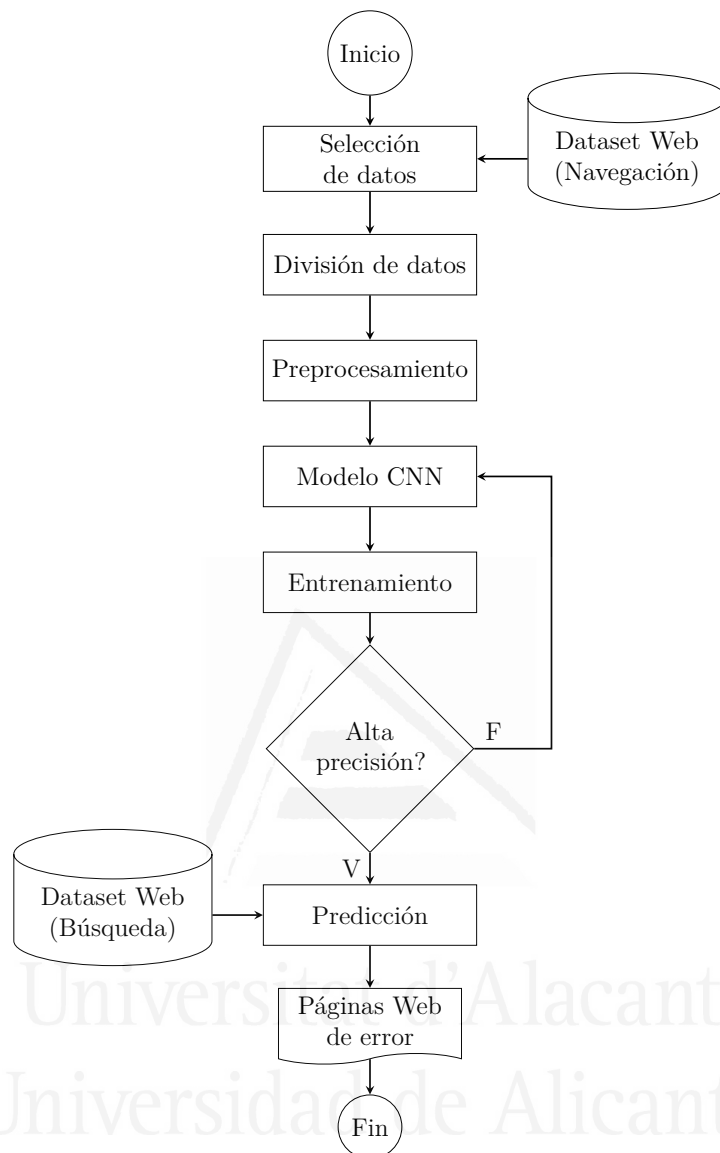 Inicio
Selección
de datos
Dataset Web
(Navegación)
División de datos
Preprocesamiento
Modelo CNN
Entrenamiento
Alta
precisión?
F
V
Dataset Web
(Búsqueda)
Predicción
Universitat d'Alacant
Páginas Web
de error
Universidad de Alicante
Fin